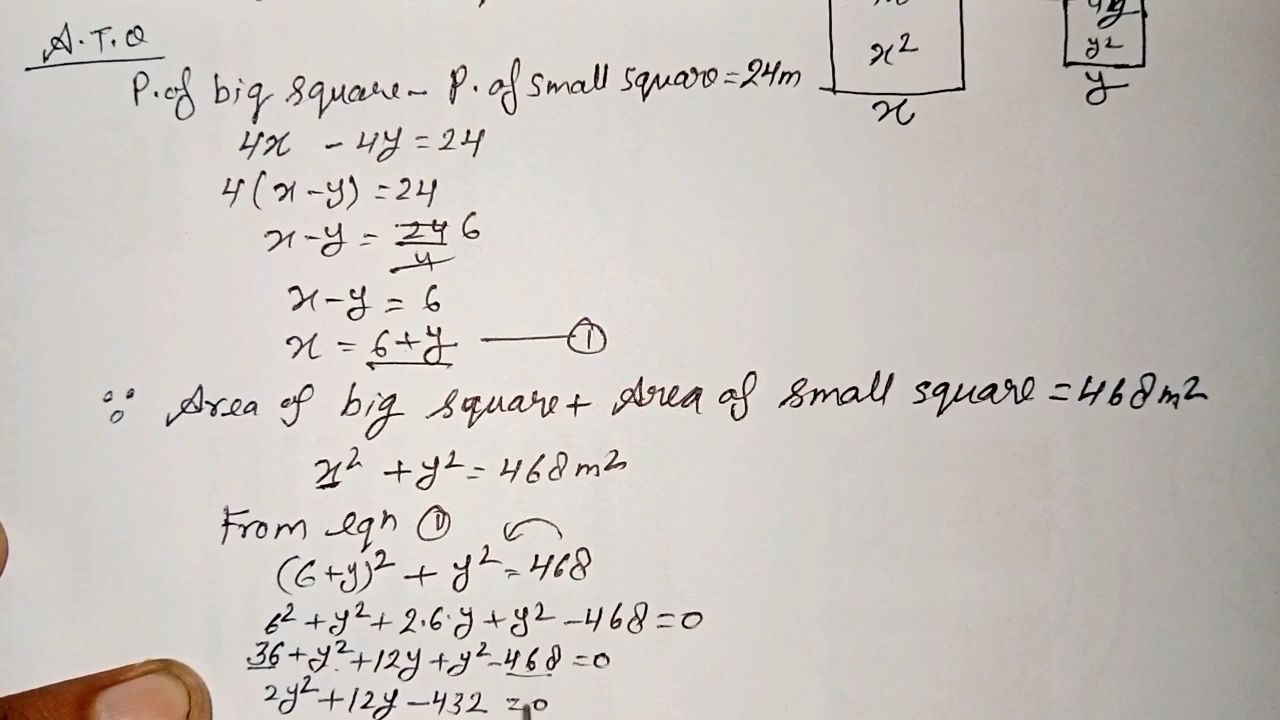 A.T.Q
x²
4y
y²
y
P. of big square - P. of small square = 24m
x
4x - 4y = 24
4(x-y) = 24
x-y = 24/4 6
x-y = 6
x = 6+y ——— ①
∵ Area of big square + Area of small square = 468m2
x² + y² = 468m2
From eqn ①
(6+y)² + y² = 468
6² + y² + 2.6.y + y² - 468 = 0
36 + y² + 12y + y² - 468 = 0
2y² + 12y - 432 = 0